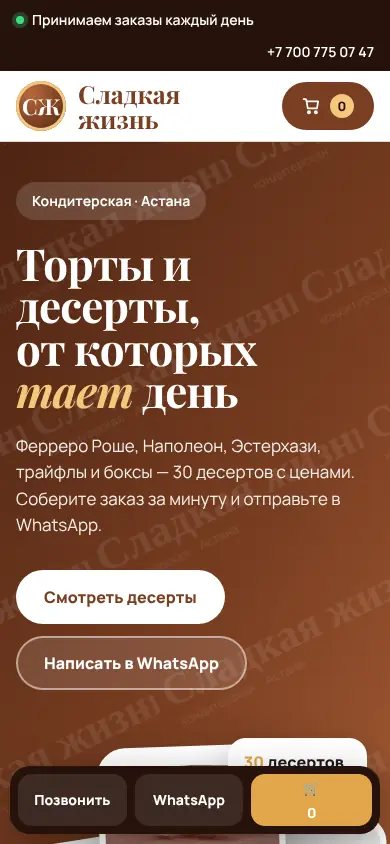 Принимаем заказы каждый день
+7 700 775 07 47
СЖ
Сладкая
жизнь
0
Кондитерская · Астана
Торты и
десерты,
от которых
тает день
Ферреро Роше, Наполеон, Эстерхази,
трайфлы и боксы — 30 десертов с ценами.
Соберите заказ за минуту и отправьте в
WhatsApp.
Смотреть десерты
Написать в WhatsApp
30 десертов
Позвонить
WhatsApp
0